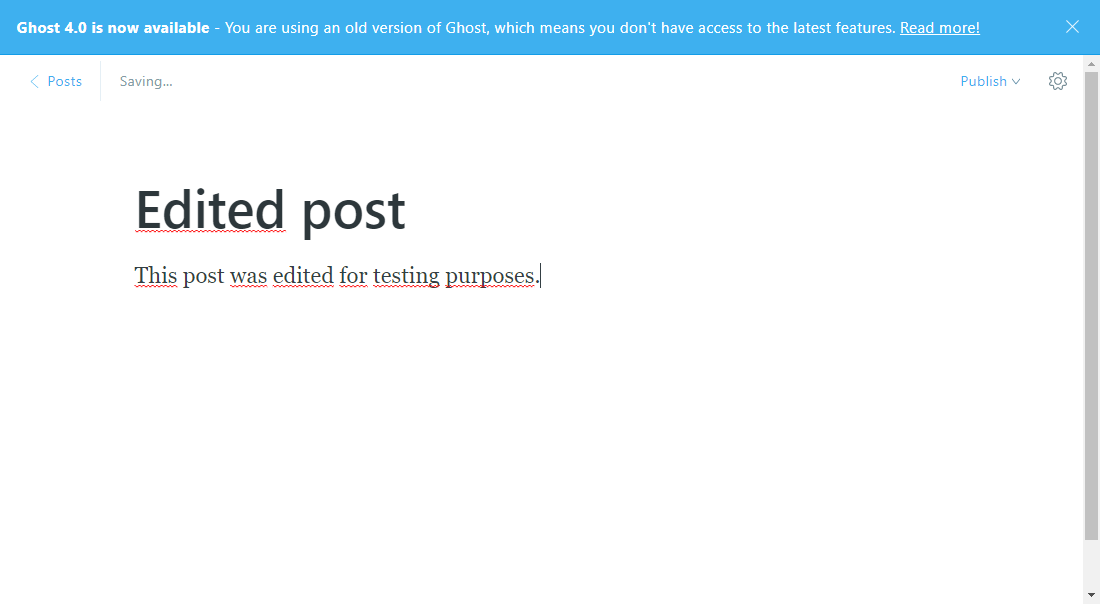 Ghost 4.0 is now available - You are using an old version of Ghost, which means you don't have access to the latest features. Read more!
Posts
Saving...
Publish
Edited post
This post was edited for testing purposes.